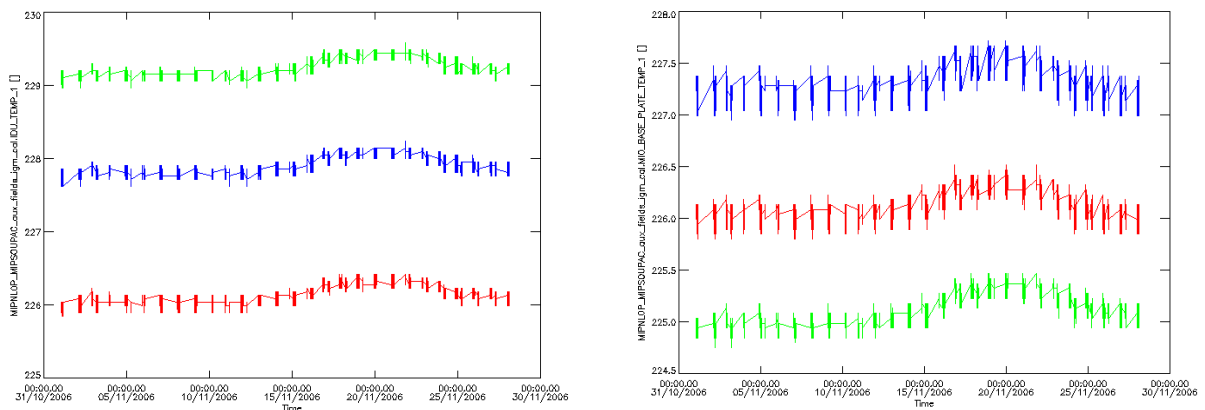 MIPNLOP_MIPSOUPAC_aux_fields_igm_col.IDU_TEMP_1 []
230
229
228
227
226
225
00:00.00 00:00.00 00:00.00 00:00.00 00:00.00 00:00.00 00:00.00
31/10/2006 05/11/2006 10/11/2006 15/11/2006 20/11/2006 25/11/2006 30/11/2006
Time
MIPNLOP_MIPSOUPAC_aux_fields_igm_col.MIO_BASE_PLATE_TEMP_1 []
228.0
227.5
227.0
226.5
226.0
225.5
225.0
224.5
00:00.00 00:00.00 00:00.00 00:00.00 00:00.00 00:00.00 00:00.00
31/10/2006 05/11/2006 10/11/2006 15/11/2006 20/11/2006 25/11/2006 30/11/2006
Time